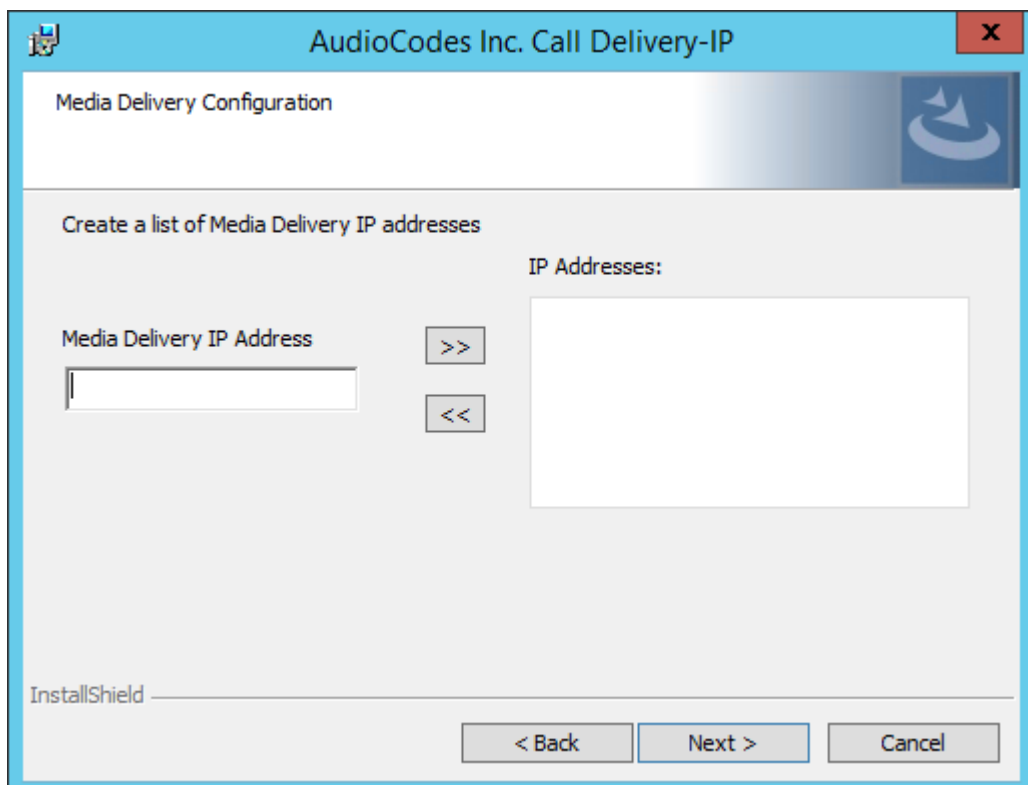 AudioCodes Inc. Call Delivery-IP
x
Media Delivery Configuration
Create a list of Media Delivery IP addresses
IP Addresses:
Media Delivery IP Address
>>
<<
InstallShield
< Back
Next >
Cancel